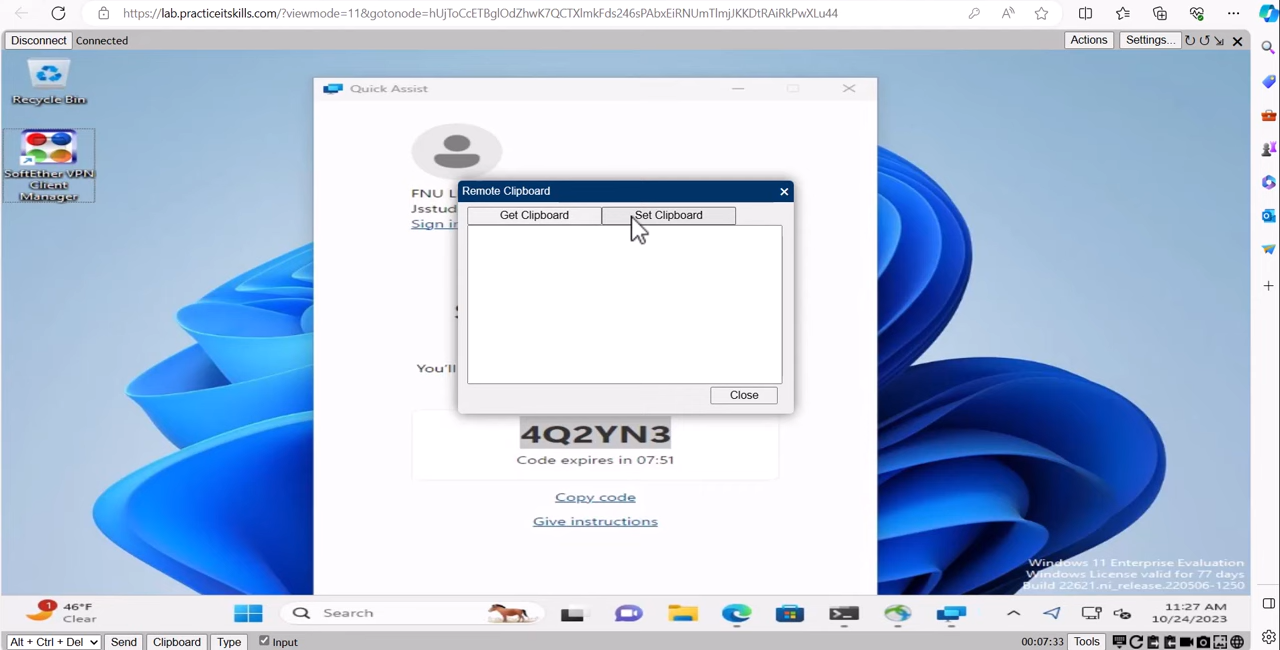 https://lab.practiceitskills.com/?viewmode=11&gotonode=hUjToCcETBglOdZhwK7QCTXlmkFds246sPAbxEiRNUmTlmjJKKDtRAiRkPwXLu44
Disconnect Connected Actions Settings...
Recycle Bin
SoftEther VPN
Client
Manager
Quick Assist
FNU L
Jsstud
Sign i
Remote Clipboard
Get Clipboard Set Clipboard
Close
You'll
4Q2YN3
Code expires in 07:51
Copy code
Give instructions
Windows 11 Enterprise Evaluation
Windows License valid for 77 days
Build 22621.ni_release.220506-1250
1 46°F
Clear
Search
11:27 AM
10/24/2023
Alt + Ctrl + Del Send Clipboard Type Input 00:07:33 Tools